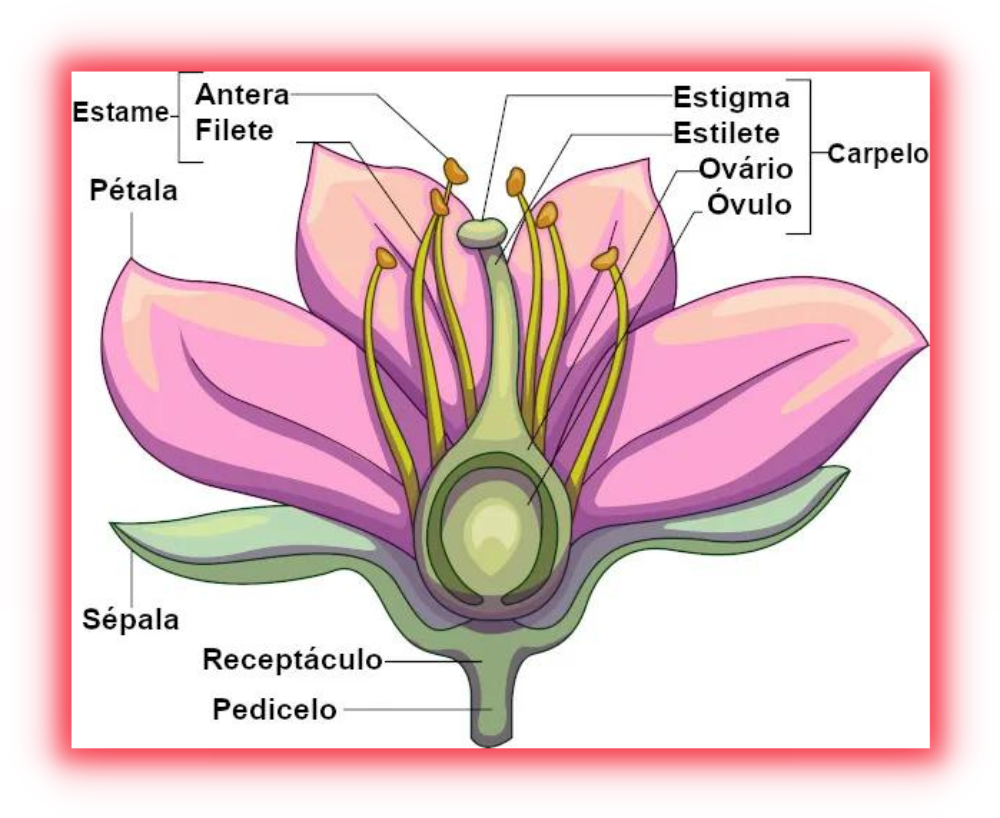 Estame
Antera
Filete
Pétala
Estigma
Estilete
Ovário
Óvulo
Carpelo
Sépala
Receptáculo
Pedicelo